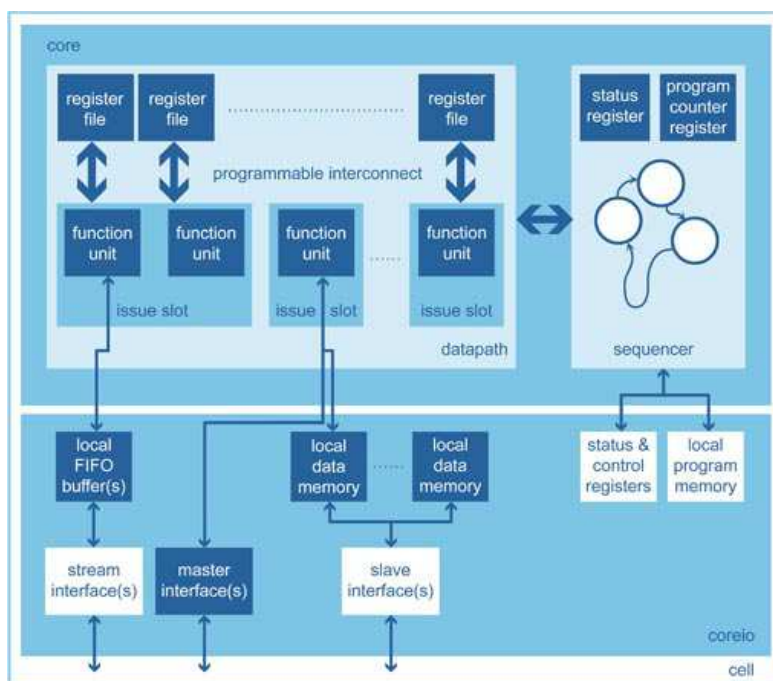 core
register
file
register
file
register
file
status
register
program
counter
register
programmable interconnect
function
unit
function
unit
function
unit
function
unit
issue slot
issue slot
issue slot
datapath
sequencer
local
FIFO
buffer(s)
local
data
memory
local
data
memory
status &
control
registers
local
program
memory
stream
interface(s)
master
interface(s)
slave
interface(s)
coreio
cell